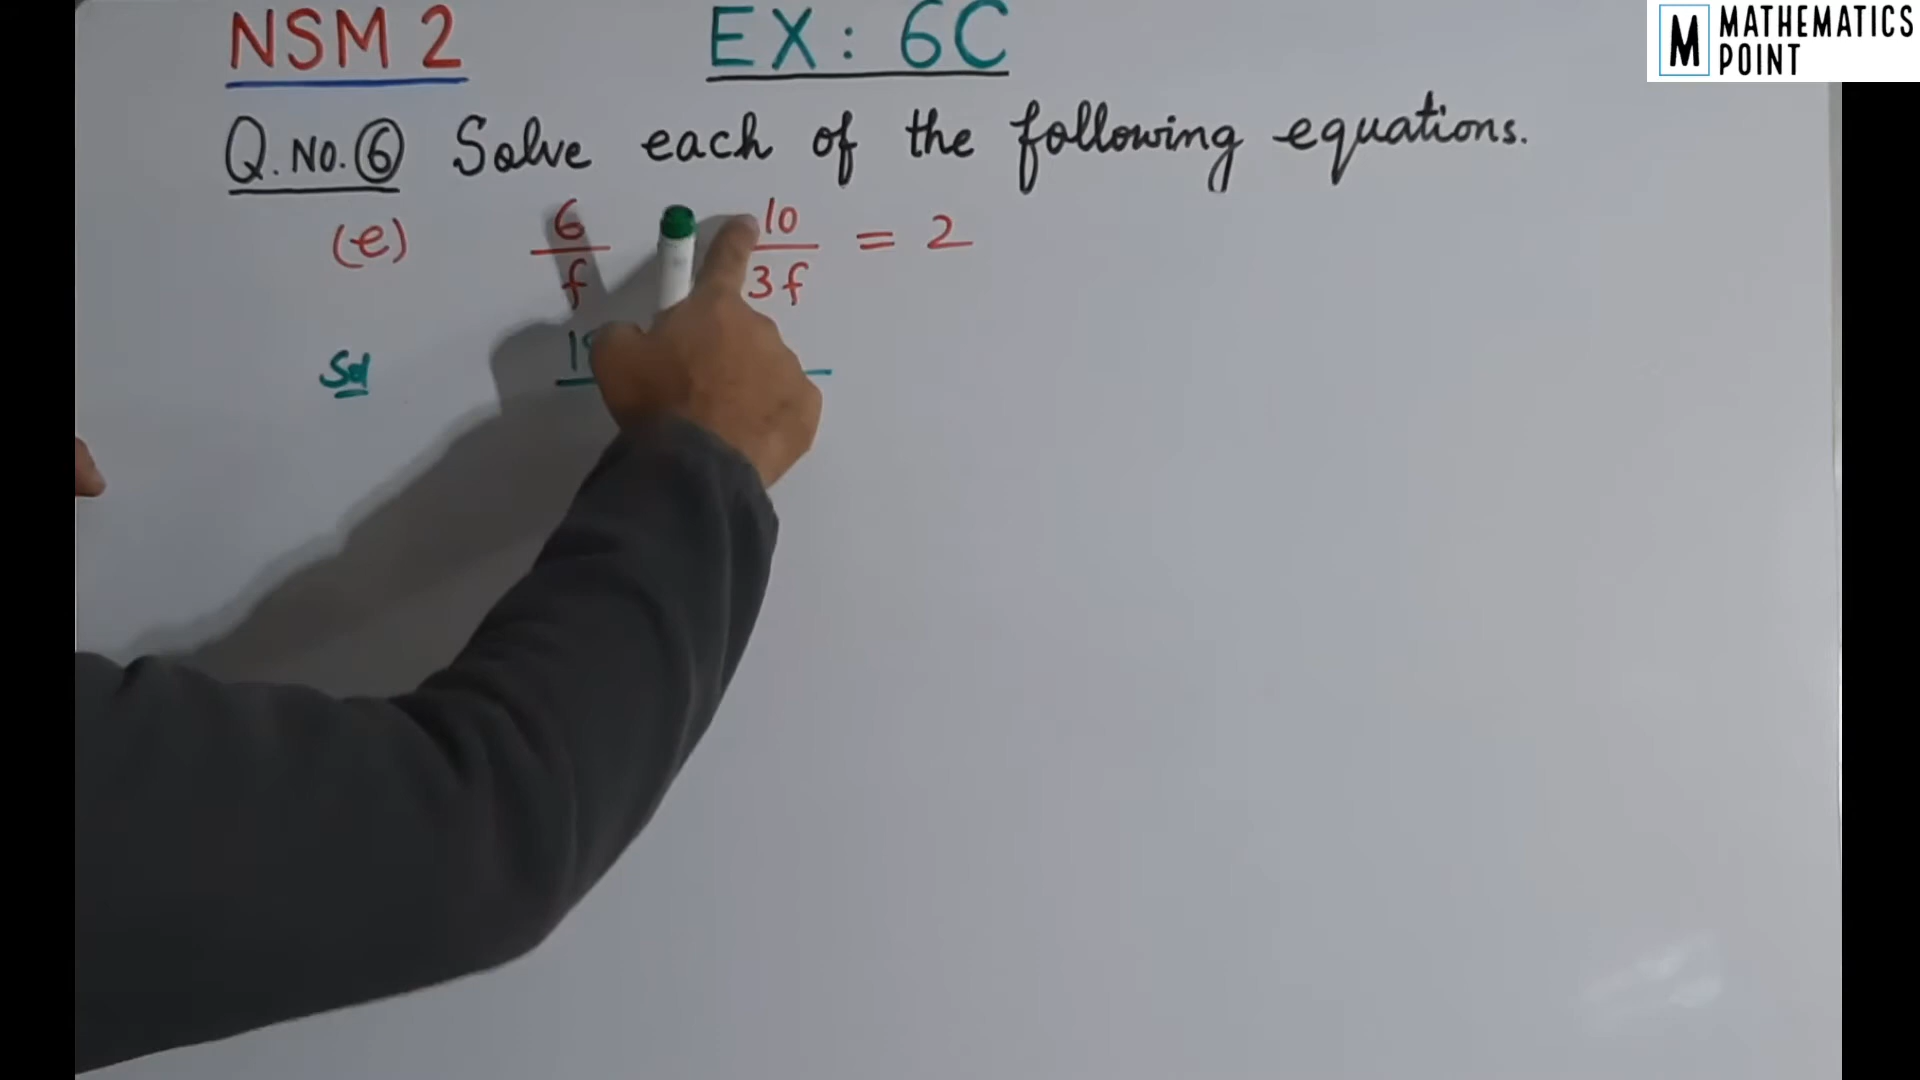 NSM 2 EX: 6C
MATHEMATICS
POINT
Q. No. 6 Solve each of the following equations.
(e) 6/f 10/3f = 2
Sol